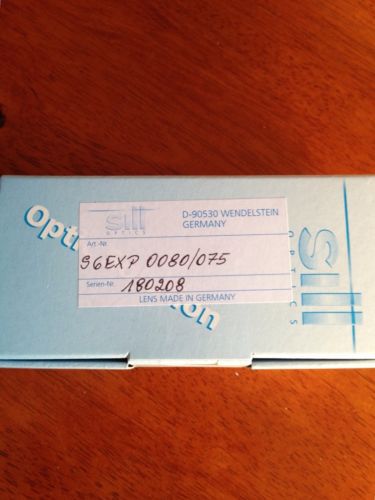 sill
OPTICS
D-90530 WENDELSTEIN
GERMANY
Art.-Nr.
S6EXP 0080/075
Serien-Nr.
180208
LENS MADE IN GERMANY
sill
OPTICS